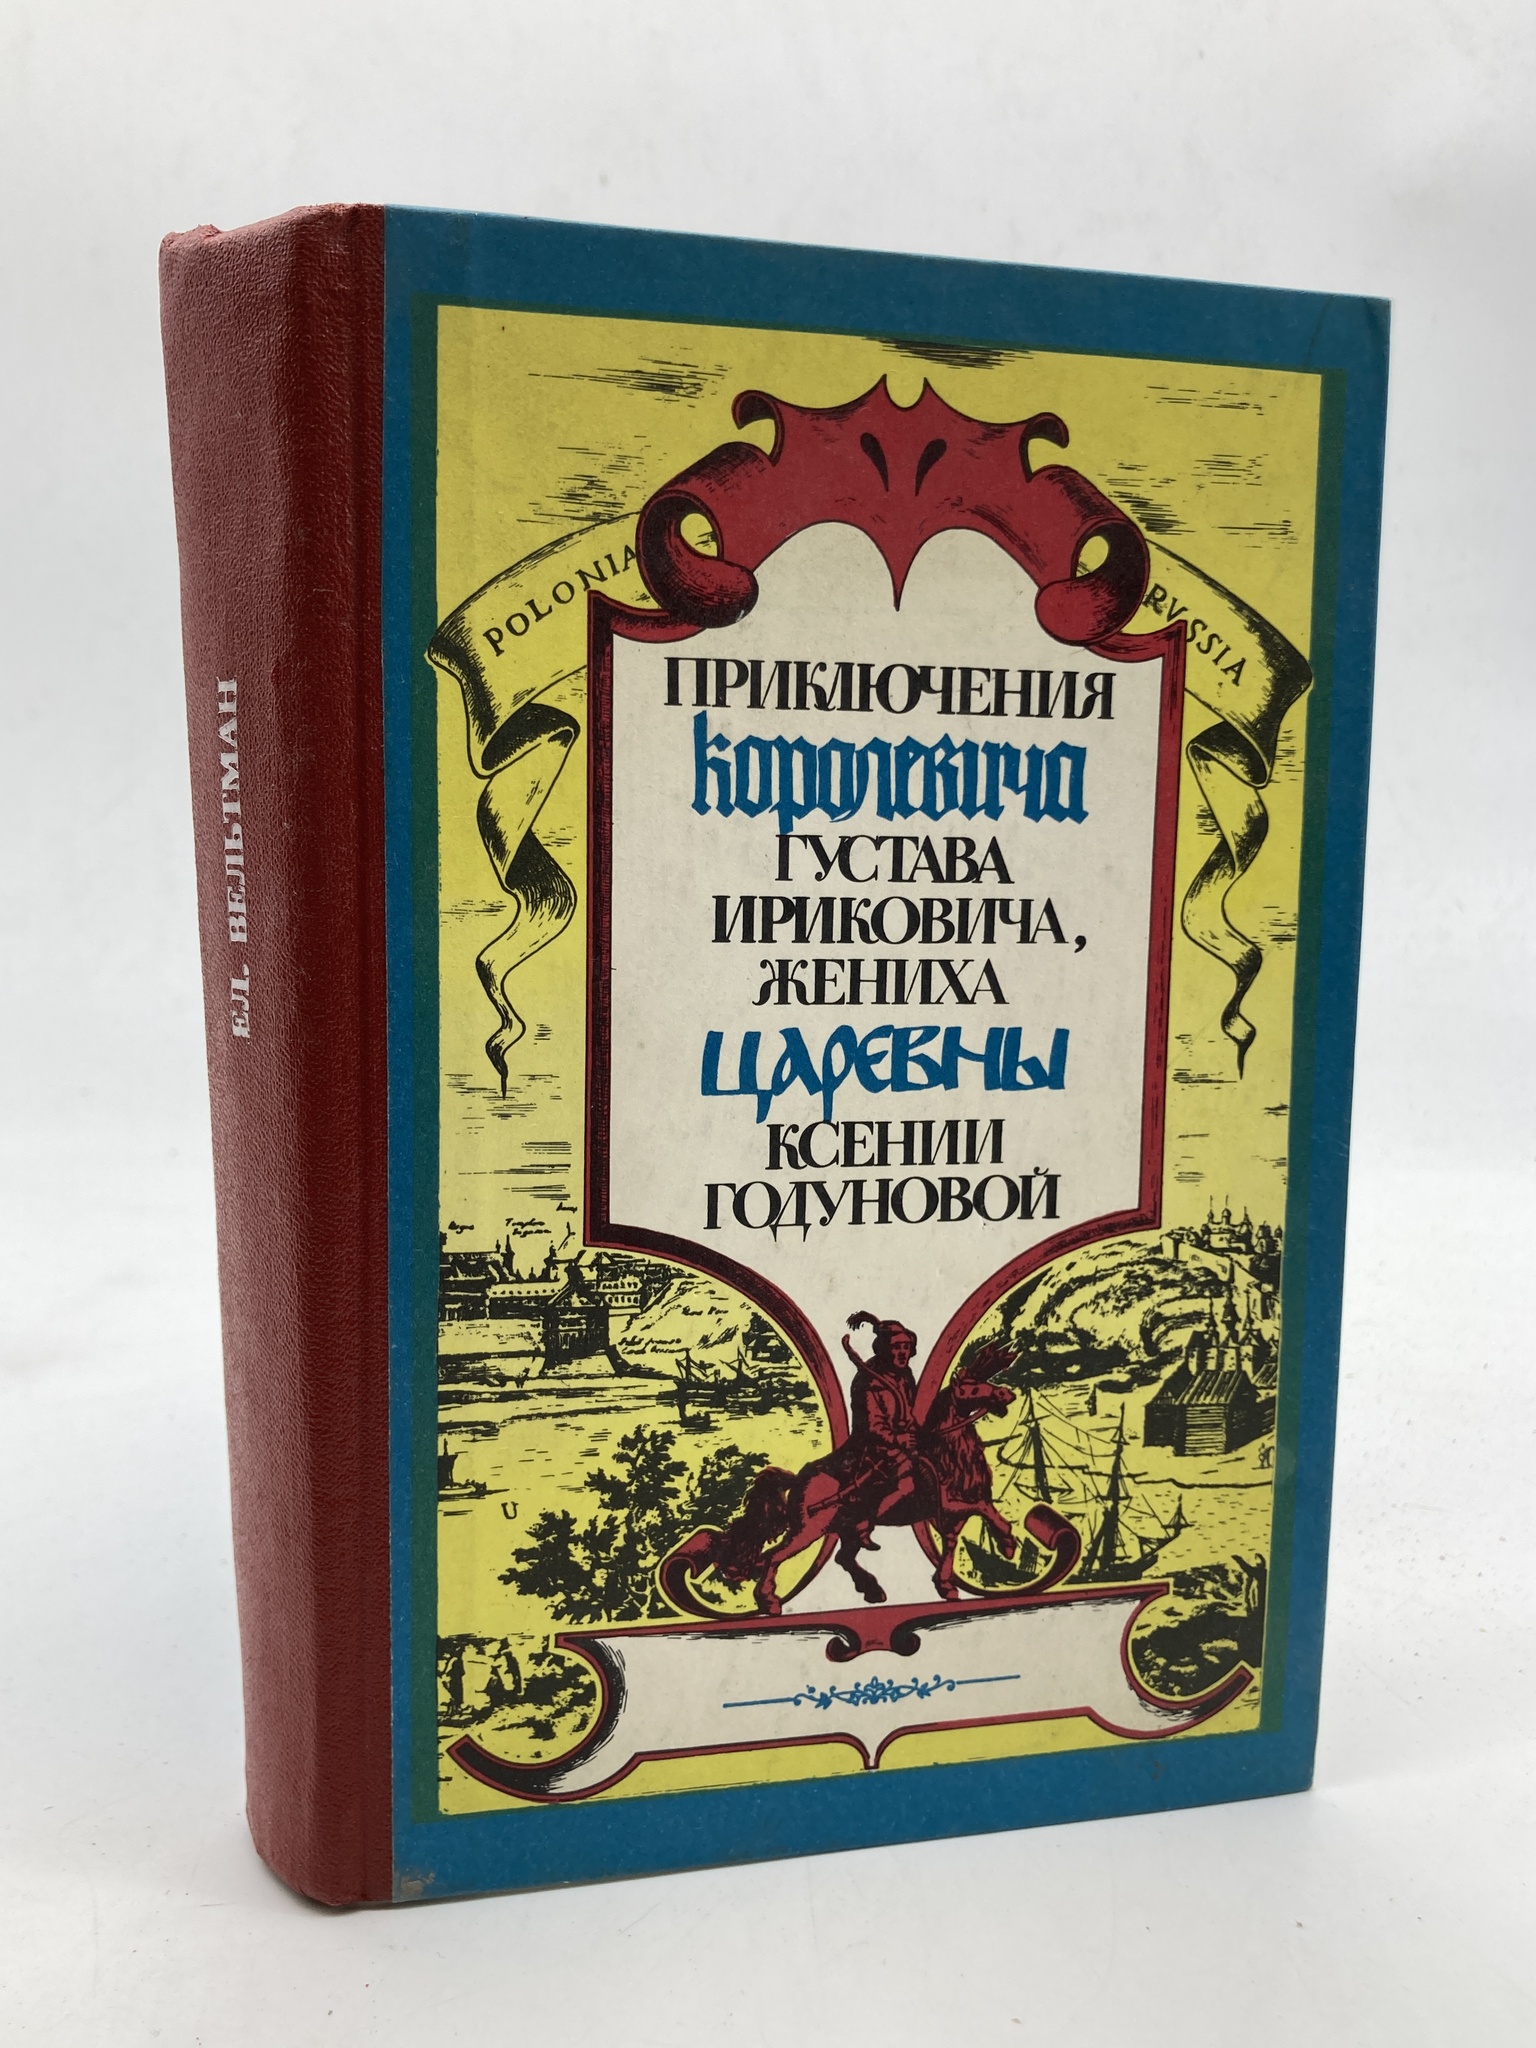 ЕЛ. ВЕЛЬТМАН
POLONIA
RVSSIA
ПРИКЛЮЧЕНИЯ
КОРОЛЕВИЧА
ГУСТАВА
ИРИКОВИЧА,
ЖЕНИХА
ЦАРЕВНЫ
КСЕНИИ
ГОДУНОВОЙ
U